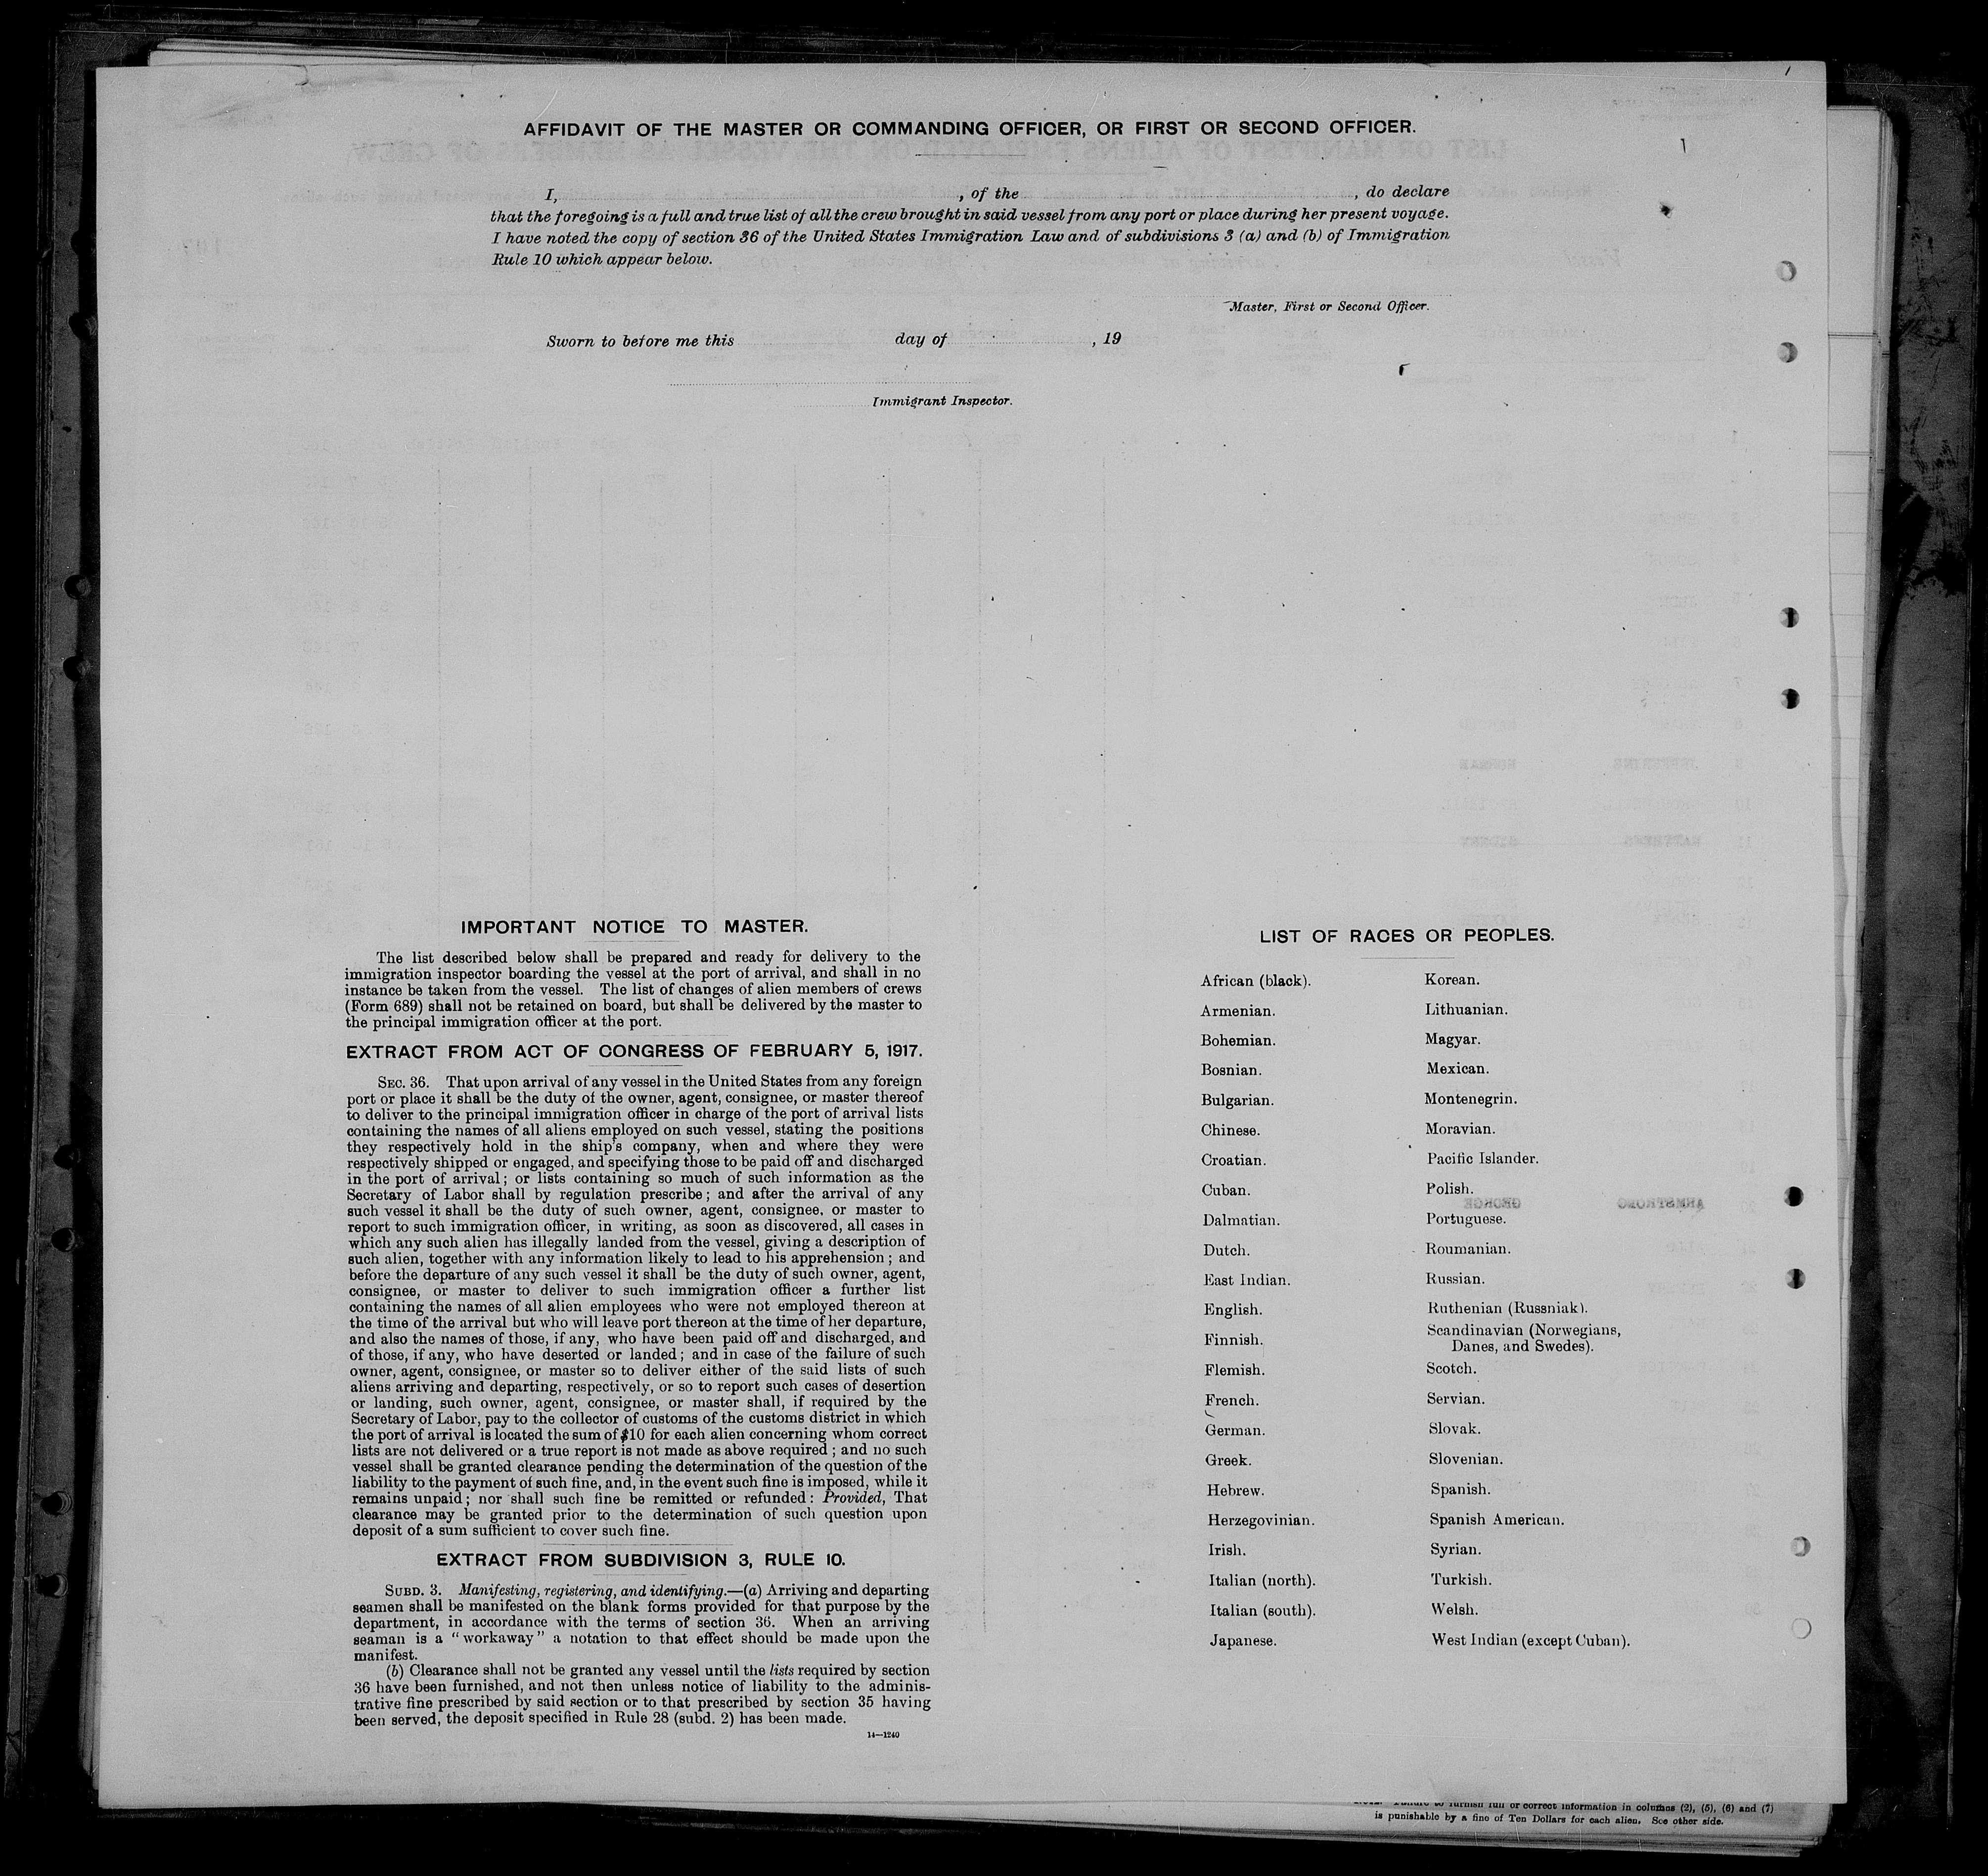 AFFIDAVIT OF THE MASTER OR COMMANDING OFFICER, OR FIRST OR SECOND OFFICER.
I, , of the , do declare
that the foregoing is a full and true list of all the crew brought in said vessel from any port or place during her present voyage.
I have noted the copy of section 36 of the United States Immigration Law and of subdivisions 3 (a) and (b) of Immigration
Rule 10 which appear below.
Master, First or Second Officer.
Sworn to before me this day of , 19
Immigrant Inspector.
IMPORTANT NOTICE TO MASTER.
The list described below shall be prepared and ready for delivery to the
immigration inspector boarding the vessel at the port of arrival, and shall in no
instance be taken from the vessel. The list of changes of alien members of crews
(Form 689) shall not be retained on board, but shall be delivered by the master to
the principal immigration officer at the port.
EXTRACT FROM ACT OF CONGRESS OF FEBRUARY 5, 1917.
SEC. 36. That upon arrival of any vessel in the United States from any foreign
port or place it shall be the duty of the owner, agent, consignee, or master thereof
to deliver to the principal immigration officer in charge of the port of arrival lists
containing the names of all aliens employed on such vessel, stating the positions
they respectively hold in the ship's company, when and where they were
respectively shipped or engaged, and specifying those to be paid off and discharged
in the port of arrival; or lists containing so much of such information as the
Secretary of Labor shall by regulation prescribe; and after the arrival of any
such vessel it shall be the duty of such owner, agent, consignee, or master to
report to such immigration officer, in writing, as soon as discovered, all cases in
which any such alien has illegally landed from the vessel, giving a description of
such alien, together with any information likely to lead to his apprehension; and
before the departure of any such vessel it shall be the duty of such owner, agent,
consignee, or master to deliver to such immigration officer a further list
containing the names of all alien employees who were not employed thereon at
the time of the arrival but who will leave port thereon at the time of her departure,
and also the names of those, if any, who have been paid off and discharged, and
of those, if any, who have deserted or landed; and in case of the failure of such
owner, agent, consignee, or master so to deliver either of the said lists of such
aliens arriving and departing, respectively, or so to report such cases of desertion
or landing, such owner, agent, consignee, or master shall, if required by the
Secretary of Labor, pay to the collector of customs of the customs district in which
the port of arrival is located the sum of $10 for each alien concerning whom correct
lists are not delivered or a true report is not made as above required; and no such
vessel shall be granted clearance pending the determination of the question of the
liability to the payment of such fine, and, in the event such fine is imposed, while it
remains unpaid; nor shall such fine be remitted or refunded: Provided, That
clearance may be granted prior to the determination of such question upon
deposit of a sum sufficient to cover such fine.
EXTRACT FROM SUBDIVISION 3, RULE 10.
SUBD. 3. Manifesting, registering, and identifying.—(a) Arriving and departing
seamen shall be manifested on the blank forms provided for that purpose by the
department, in accordance with the terms of section 36. When an arriving
seaman is a "workaway" a notation to that effect should be made upon the
manifest.
(b) Clearance shall not be granted any vessel until the lists required by section
36 have been furnished, and not then unless notice of liability to the adminis-
trative fine prescribed by said section or to that prescribed by section 35 having
been served, the deposit specified in Rule 28 (subd. 2) has been made.
14—1240
LIST OF RACES OR PEOPLES.
African (black).
Armenian.
Bohemian.
Bosnian.
Bulgarian.
Chinese.
Croatian.
Cuban.
Dalmatian.
Dutch.
East Indian.
English.
Finnish.
Flemish.
French.
German.
Greek.
Hebrew.
Herzegovinian.
Irish.
Italian (north).
Italian (south).
Japanese.
Korean.
Lithuanian.
Magyar.
Mexican.
Montenegrin.
Moravian.
Pacific Islander.
Polish.
Portuguese.
Roumanian.
Russian.
Ruthenian (Russniak).
Scandinavian (Norwegians,
Danes, and Swedes).
Scotch.
Servian.
Slovak.
Slovenian.
Spanish.
Spanish American.
Syrian.
Turkish.
Welsh.
West Indian (except Cuban).
to furnish full or correct information in columns (2), (5), (6) and (7)
is punishable by a fine of Ten Dollars for each alien. See other side.